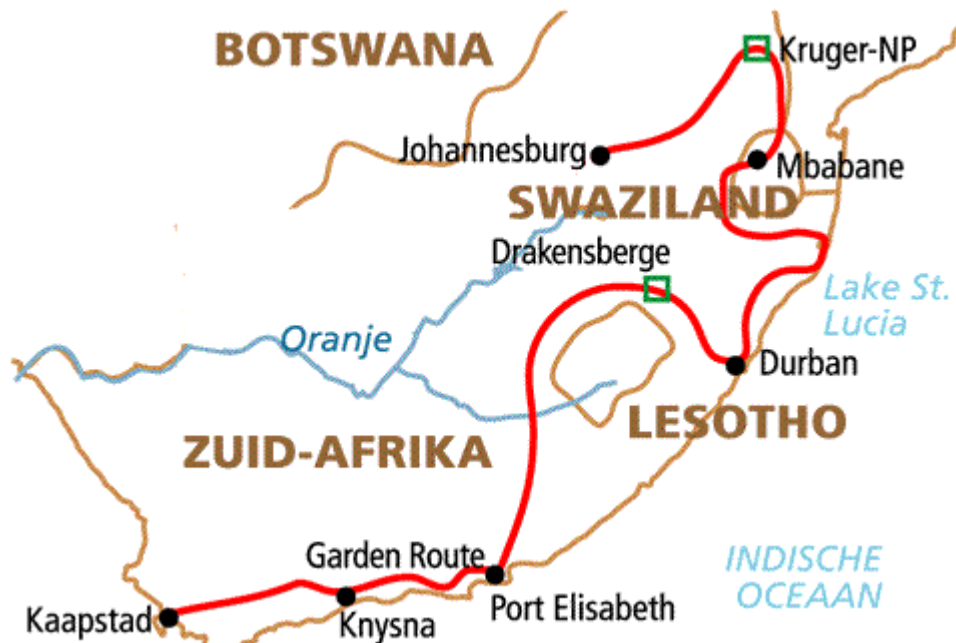 BOTSWANA
Kruger-NP
Johannesburg
Mbabane
SWAZILAND
Drakensberge
Lake St.
Lucia
Oranje
Durban
LESOTHO
ZUID-AFRIKA
Garden Route
INDISCHE
OCEAAN
Port Elisabeth
Kaapstad
Knysna